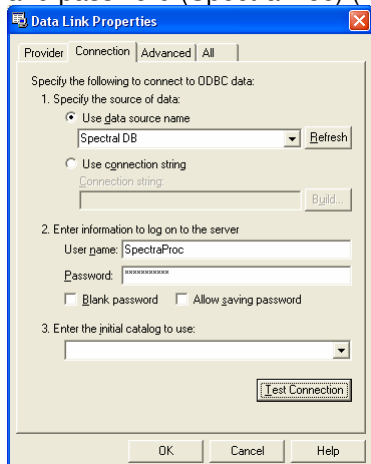 Data Link Properties
Provider Connection Advanced All
Specify the following to connect to ODBC data:
1. Specify the source of data:
Use data source name
Spectral DB Refresh
Use connection string
Connection string:
Build...
2. Enter information to log on to the server
User name: SpectraProc
Password: ***********
Blank password Allow saving password
3. Enter the initial catalog to use:
Test Connection
OK Cancel Help